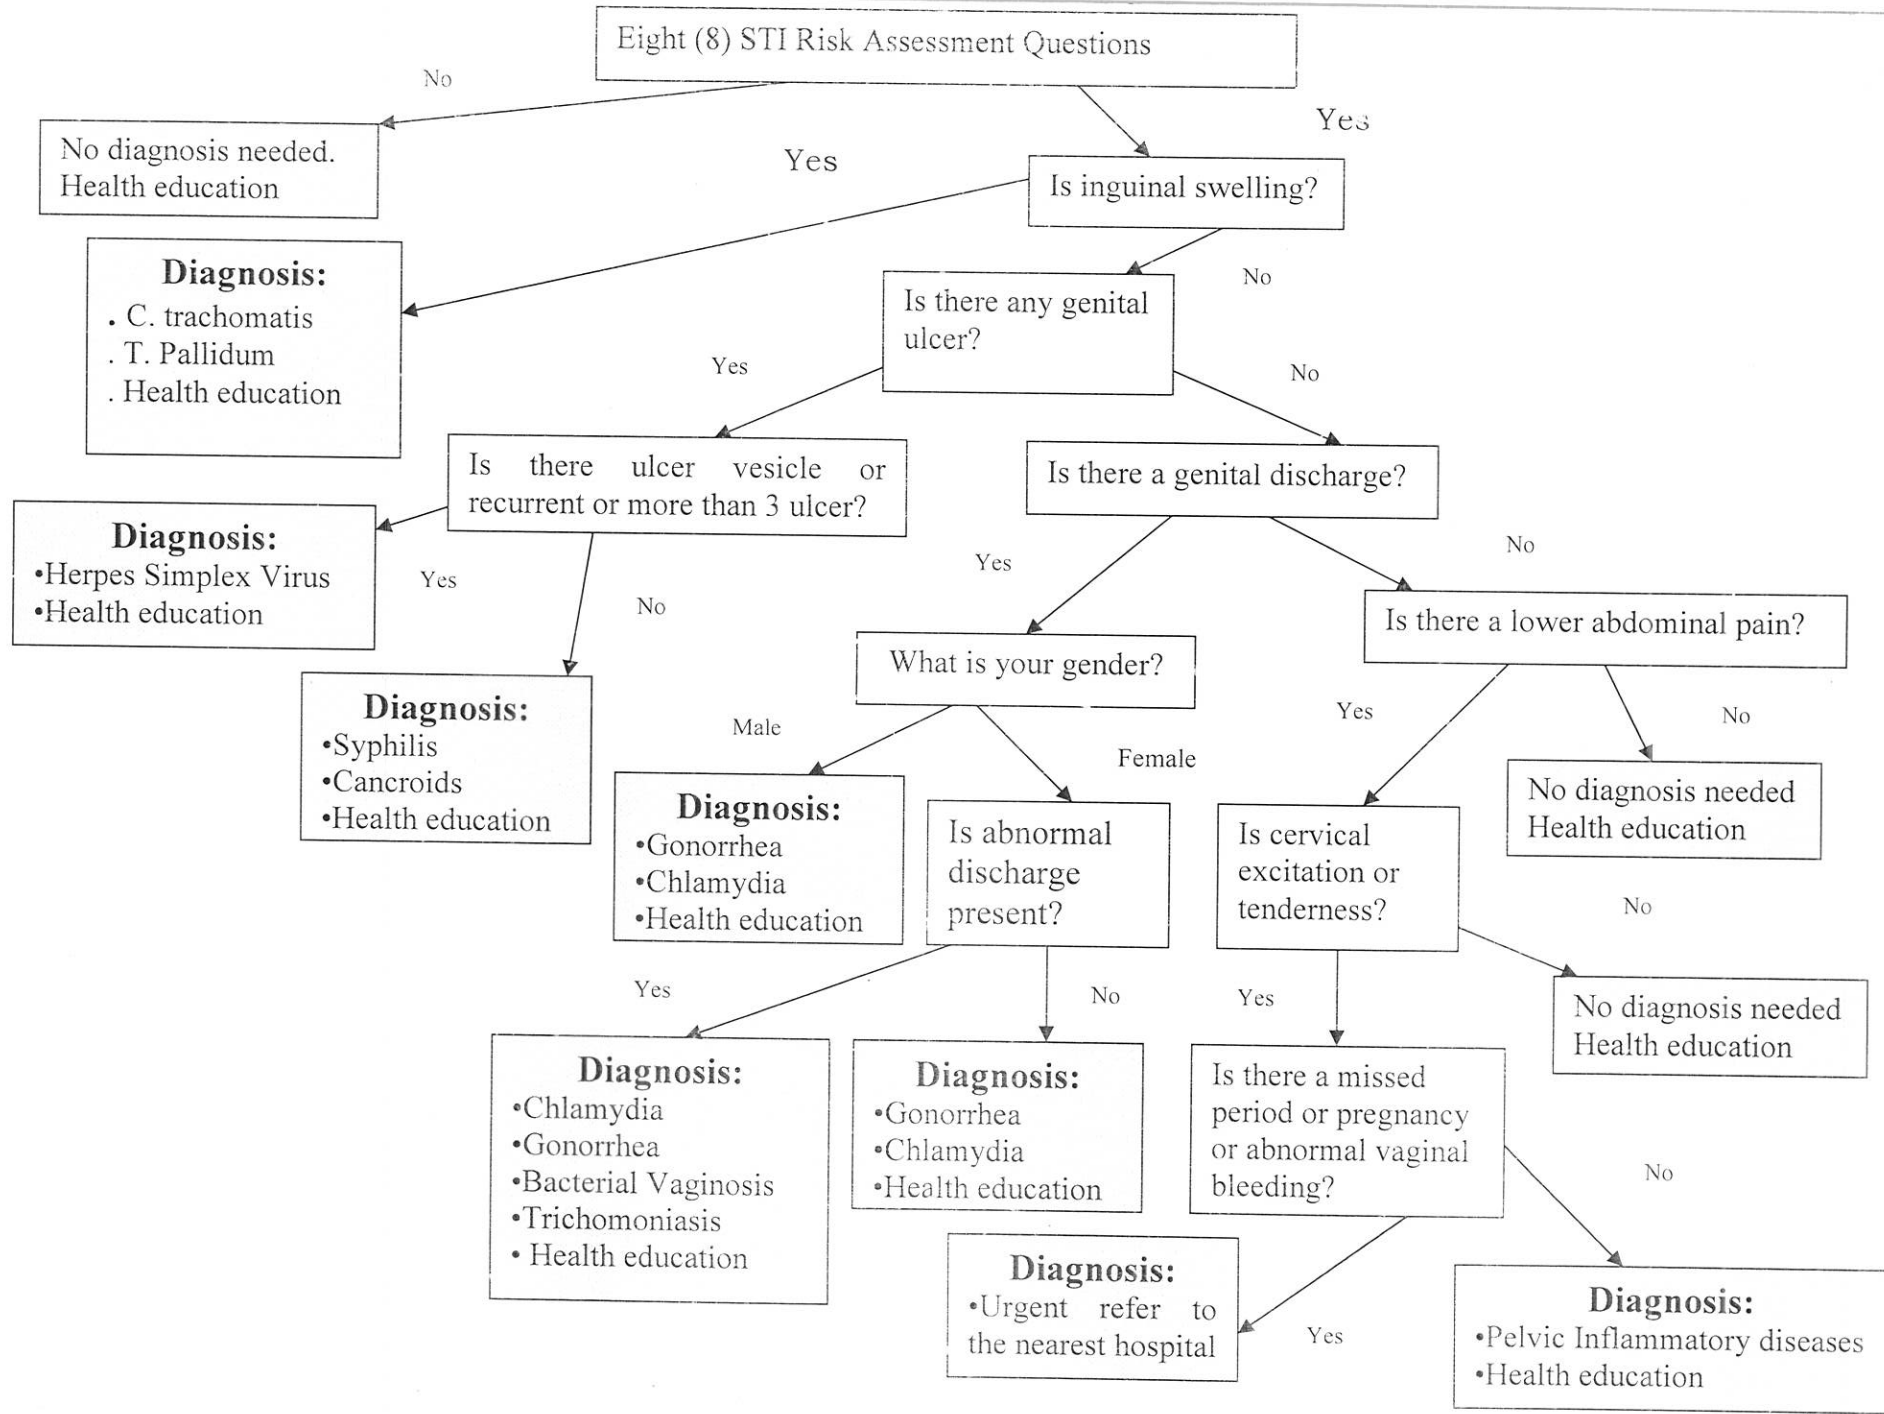 Eight (8) STI Risk Assessment Questions
No
Yes
No diagnosis needed.
Health education
Yes
Is inguinal swelling?
Diagnosis:
. C. trachomatis
. T. Pallidum
. Health education
No
Is there any genital
ulcer?
Yes
No
Is there ulcer vesicle or
recurrent or more than 3 ulcer?
Is there a genital discharge?
Diagnosis:
•Herpes Simplex Virus
•Health education
Yes
No
Yes
No
Is there a lower abdominal pain?
What is your gender?
Diagnosis:
•Syphilis
•Cancroids
•Health education
Male
Female
Yes
No
No diagnosis needed
Health education
Diagnosis:
•Gonorrhea
•Chlamydia
•Health education
Is abnormal
discharge
present?
Is cervical
excitation or
tenderness?
No
Yes
No
Yes
No diagnosis needed
Health education
Diagnosis:
•Chlamydia
•Gonorrhea
•Bacterial Vaginosis
•Trichomoniasis
• Health education
Diagnosis:
•Gonorrhea
•Chlamydia
•Health education
Is there a missed
period or pregnancy
or abnormal vaginal
bleeding?
No
Diagnosis:
•Urgent refer to
the nearest hospital
Yes
Diagnosis:
•Pelvic Inflammatory diseases
•Health education